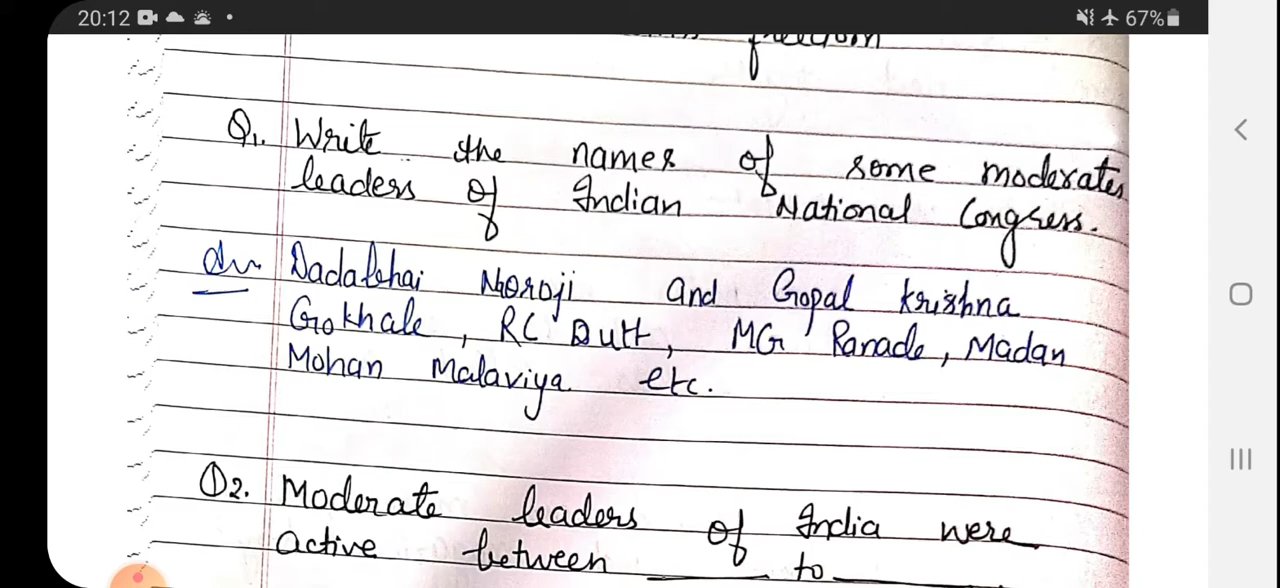 20:12
67%
freedom
Q1. Write the names of some moderates
leaders of Indian National Congress.
Ans Dadabhai Noroji and Gopal Krishna
Gokhale, RC Dutt, MG Ranade, Madan
Mohan Malaviya etc.
Q2. Moderate leaders of India were
active between ____ to ____